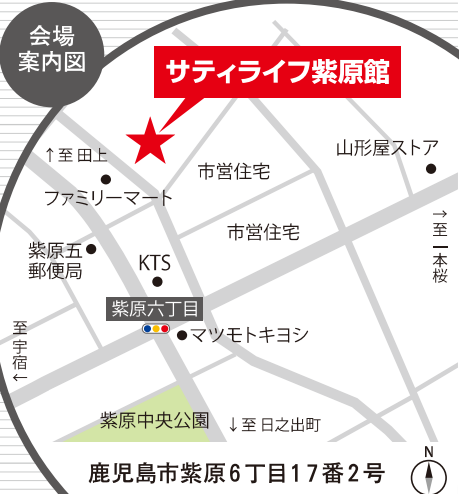 会場
案内図
サティライフ紫原館
↑至 田上
ファミリーマート
市営住宅
山形屋ストア
市営住宅
→至 一本桜
紫原五
郵便局
KTS
紫原六丁目
マツモトキヨシ
至 宇宿←
紫原中央公園
↓至 日之出町
鹿児島市紫原6丁目17番2号
N